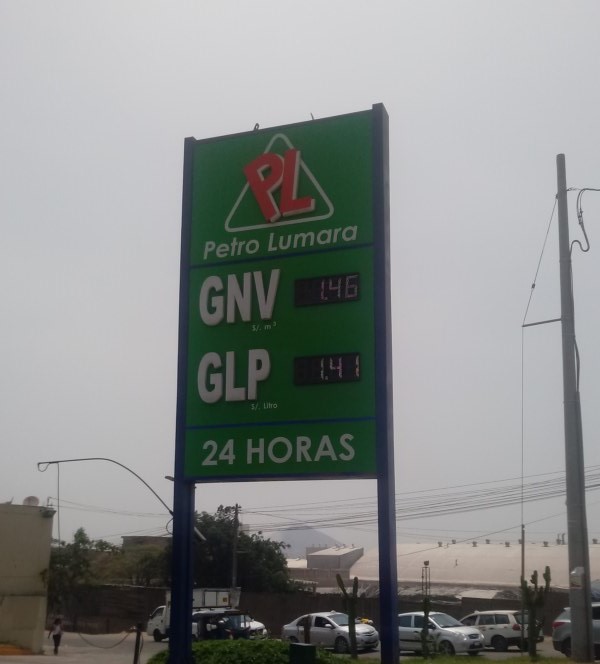 PL
Petro Lumara
GNV 1.46
S/. m³
GLP 1.41
S/. Litro
24 HORAS